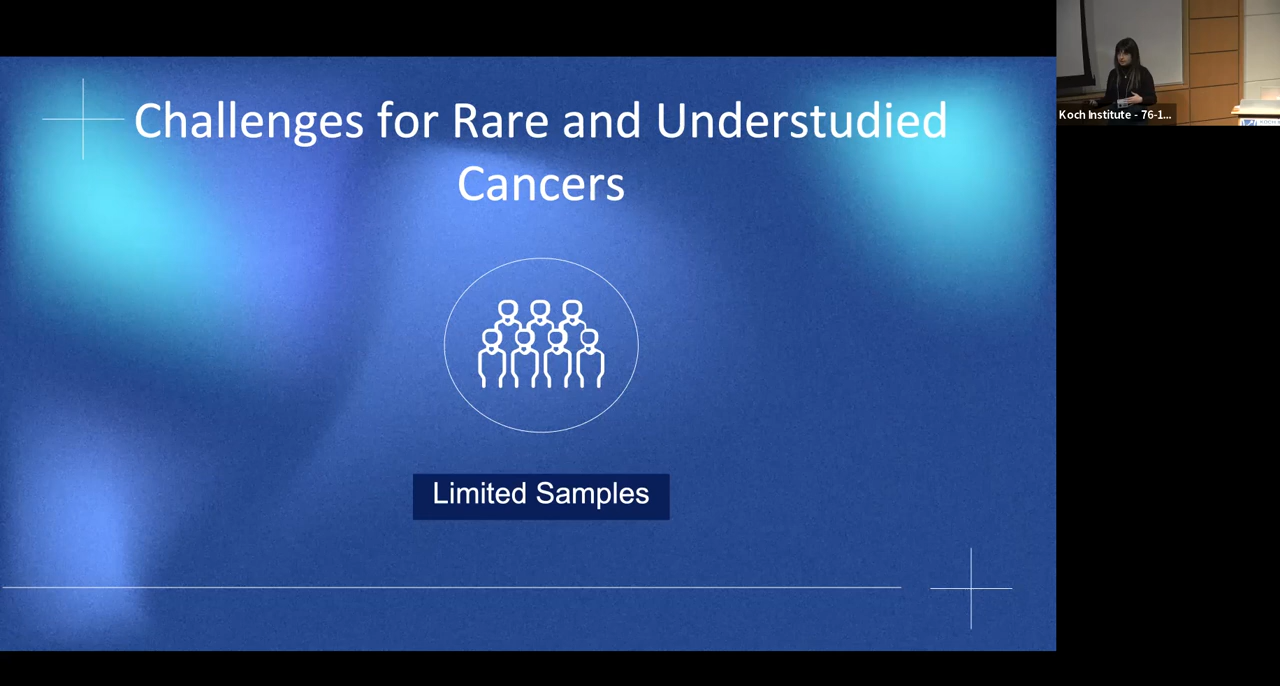 Challenges for Rare and Understudied
Cancers
Limited Samples
Koch Institute - 76-1...